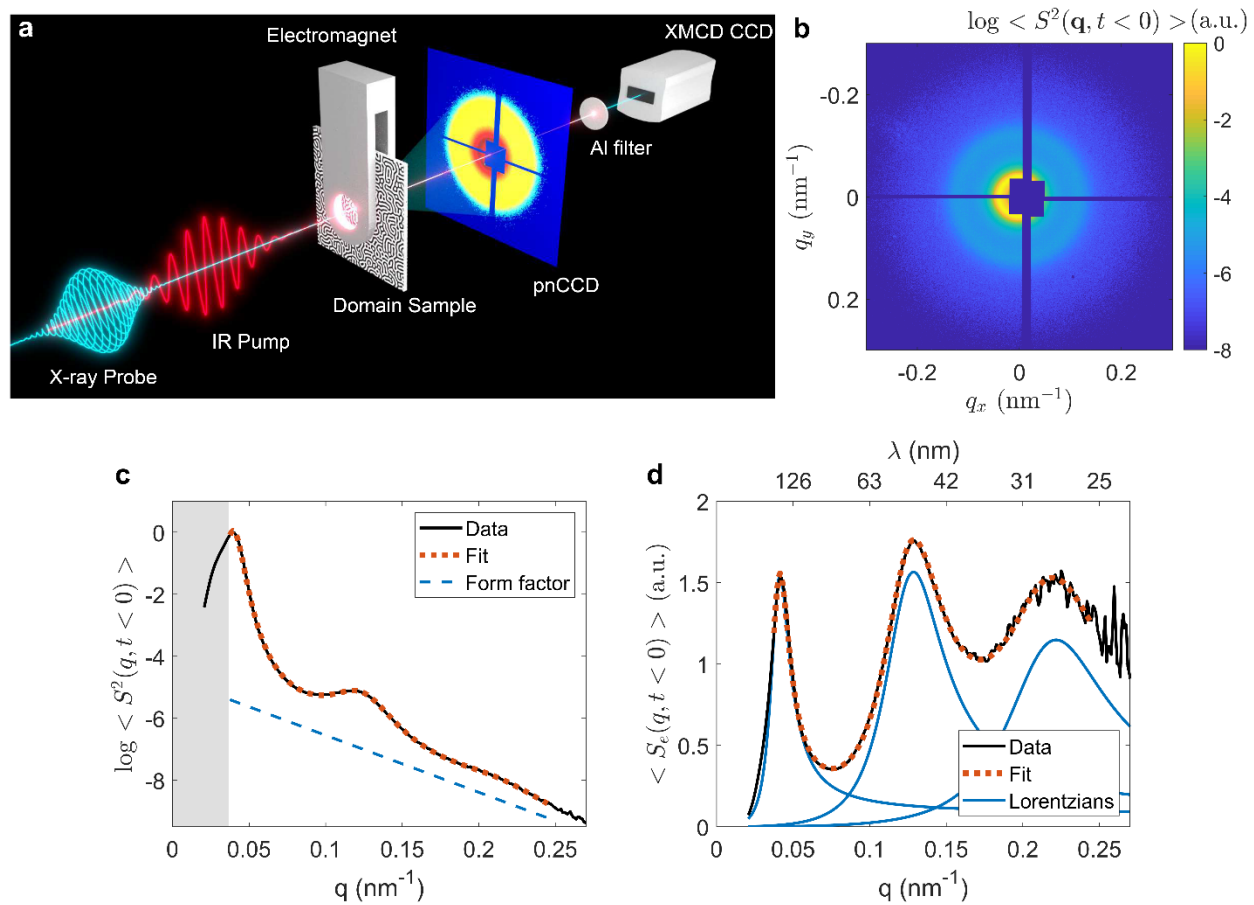 a
Electromagnet
XMCD CCD
Al filter
pnCCD
Domain Sample
IR Pump
X-ray Probe
b
log < S²(q, t < 0) > (a.u.)
-0.2
0
0.2
q_y (nm⁻¹)
-0.2 0 0.2
q_x (nm⁻¹)
0
-2
-4
-6
-8
c
log < S²(q, t < 0) >
0
-2
-4
-6
-8
Data
Fit
Form factor
0 0.05 0.1 0.15 0.2 0.25
q (nm⁻¹)
d
λ (nm)
126 63 42 31 25
< S_e(q, t < 0) > (a.u.)
2
1.5
1
0.5
0
Data
Fit
Lorentzians
0 0.05 0.1 0.15 0.2 0.25
q (nm⁻¹)